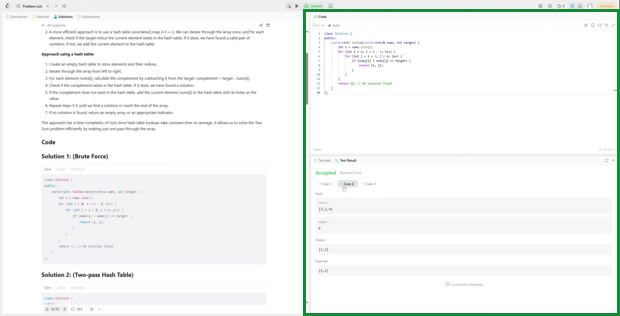 Problem List
Submit
Description
Editorial
Solutions
Submissions
All Solutions
2. A more efficient approach is to use a hash table (unordered_map in C++). We can iterate through the array once, and for each
element, check if the target minus the current element exists in the hash table. If it does, we have found a valid pair of
numbers. If not, we add the current element to the hash table.
Approach using a hash table:
1. Create an empty hash table to store elements and their indices.
2. Iterate through the array from left to right.
3. For each element nums[i], calculate the complement by subtracting it from the target: complement = target - nums[i].
4. Check if the complement exists in the hash table. If it does, we have found a solution.
5. If the complement does not exist in the hash table, add the current element nums[i] to the hash table with its index as the
value.
6. Repeat steps 3-5 until we find a solution or reach the end of the array.
7. If no solution is found, return an empty array or an appropriate indicator.
This approach has a time complexity of O(n) since hash table lookups take constant time on average. It allows us to solve the Two
Sum problem efficiently by making just one pass through the array.
Code
Solution 1: (Brute Force)
C++
Java
class Solution {
public:
vector<int> twoSum(vector<int>& nums, int target) {
int n = nums.size();
for (int i = 0; i < n - 1; i++) {
for (int j = i + 1; j < n; j++) {
if (nums[i] + nums[j] == target) {
return {i, j};
}
}
}
return {}; // No solution found
}
};
Solution 2: (Two-pass Hash Table)
C++
Java
class Solution {
Code
C++
Auto
class Solution {
public:
vector<int> twoSum(vector<int>& nums, int target) {
int n = nums.size();
for (int i = 0; i < n - 1; i++) {
for (int j = i + 1; j < n; j++) {
if (nums[i] + nums[j] == target) {
return {i, j};
}
}
}
return {}; // No solution found
}
};
Saved
Testcase
Test Result
Accepted
Runtime: 0 ms
Case 1
Case 2
Case 3
Input
nums =
[3,2,4]
target =
6
Output
[1,2]
Expected
[1,2]
Contribute a testcase